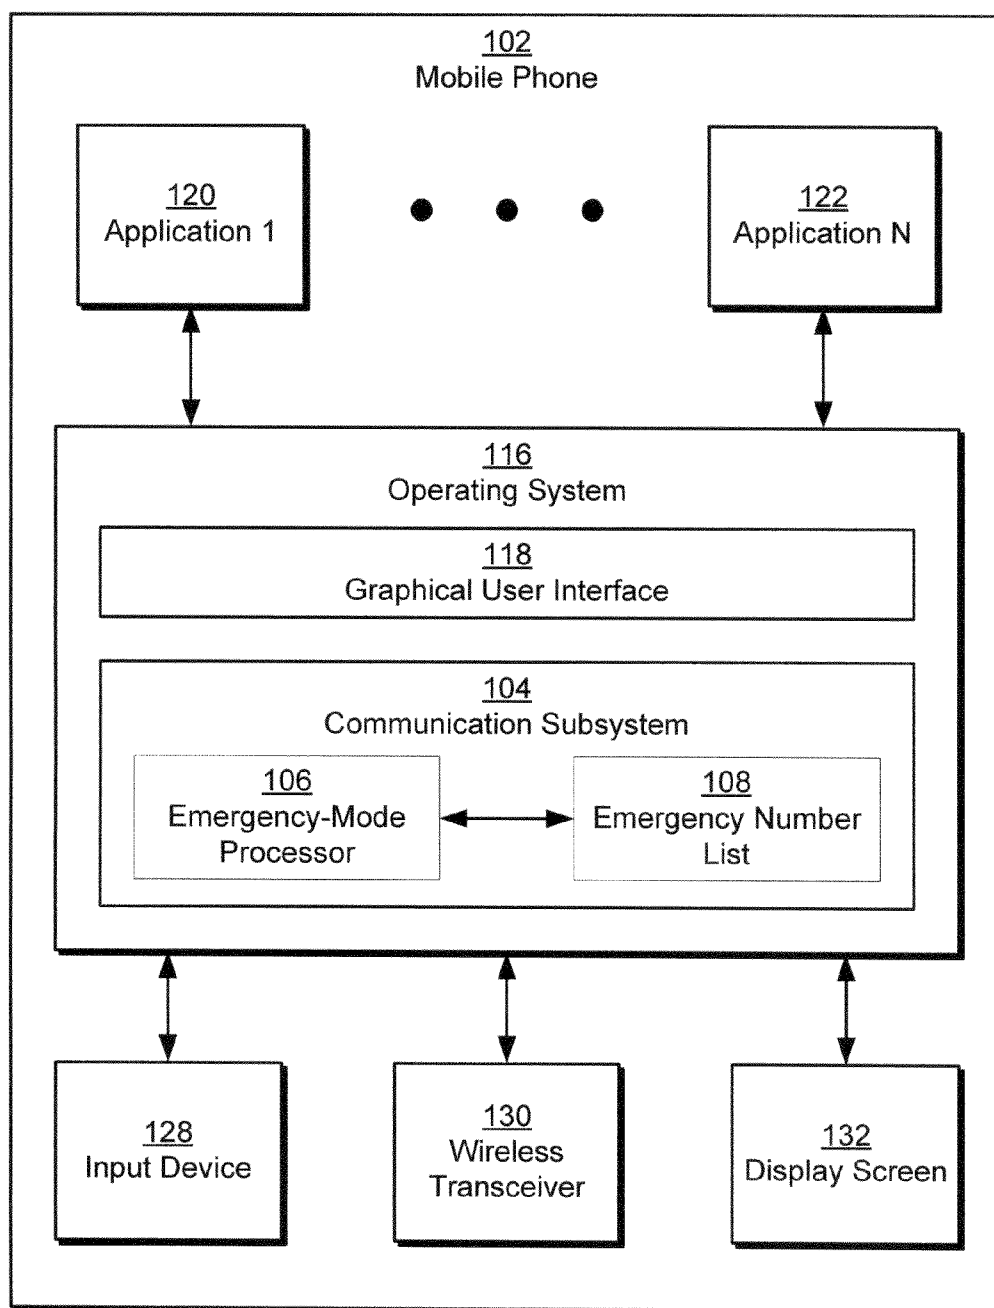 102
Mobile Phone
120
Application 1
122
Application N
116
Operating System
118
Graphical User Interface
104
Communication Subsystem
106
Emergency-Mode
Processor
108
Emergency Number
List
128
Input Device
130
Wireless
Transceiver
132
Display Screen